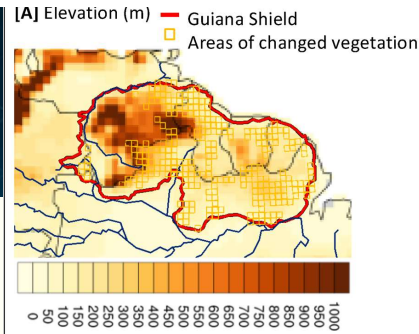 [A] Elevation (m)
Guiana Shield
Areas of changed vegetation
0 50 100 150 200 250 300 350 400 450 500 550 600 650 700 750 800 850 900 950 1000